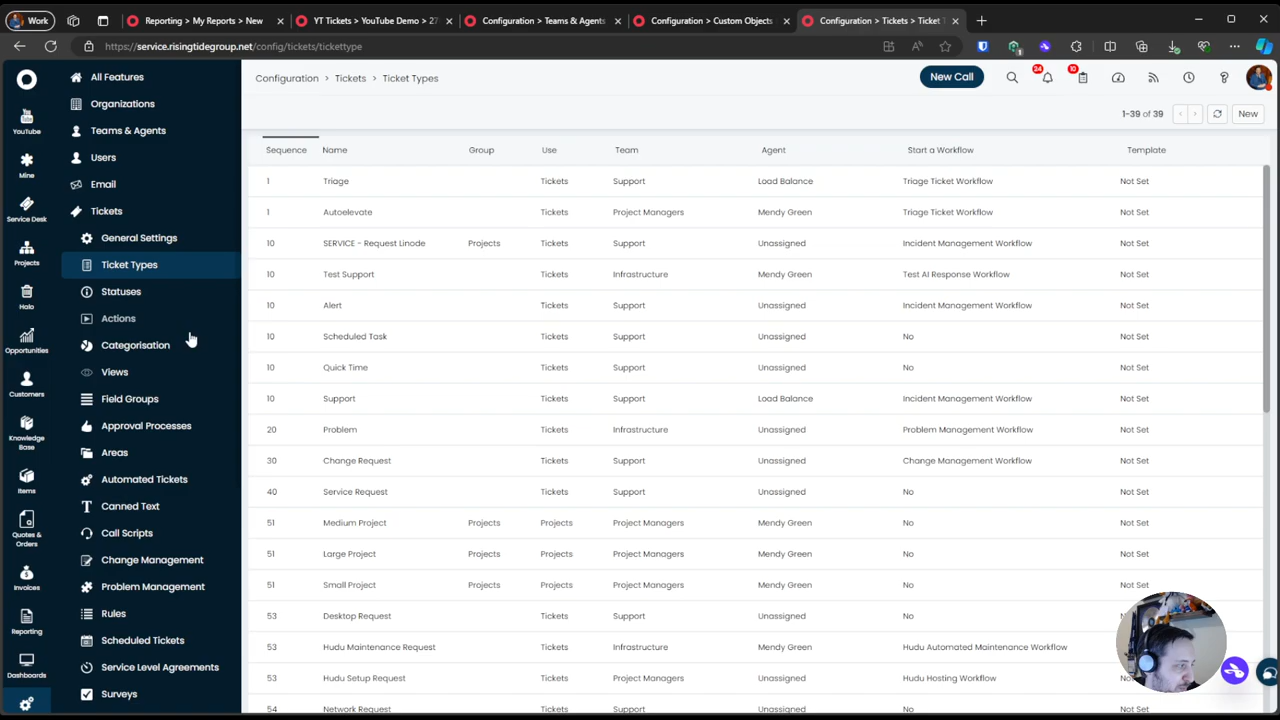 Work
Reporting > My Reports > New
YT Tickets > YouTube Demo > 27
Configuration > Teams & Agents
Configuration > Custom Objects
Configuration > Tickets > Ticket T
https://service.risingtidegroup.net/config/tickets/tickettype
YouTube
Mine
Service Desk
Projects
Halo
Opportunities
Customers
Knowledge Base
Items
Quotes & Orders
Invoices
Reporting
Dashboards
All Features
Organizations
Teams & Agents
Users
Email
Tickets
General Settings
Ticket Types
Statuses
Actions
Categorisation
Views
Field Groups
Approval Processes
Areas
Automated Tickets
Canned Text
Call Scripts
Change Management
Problem Management
Rules
Scheduled Tickets
Service Level Agreements
Surveys
Configuration > Tickets > Ticket Types
New Call
24
10
1-39 of 39
New
Sequence Name Group Use Team Agent Start a Workflow Template
1 Triage Tickets Support Load Balance Triage Ticket Workflow Not Set
1 Autoelevate Tickets Project Managers Mendy Green Triage Ticket Workflow Not Set
10 SERVICE - Request Linode Projects Tickets Support Unassigned Incident Management Workflow Not Set
10 Test Support Tickets Infrastructure Mendy Green Test AI Response Workflow Not Set
10 Alert Tickets Support Unassigned Incident Management Workflow Not Set
10 Scheduled Task Tickets Support Unassigned No Not Set
10 Quick Time Tickets Support Unassigned No Not Set
10 Support Tickets Support Load Balance Incident Management Workflow Not Set
20 Problem Tickets Infrastructure Unassigned Problem Management Workflow Not Set
30 Change Request Tickets Support Unassigned Change Management Workflow Not Set
40 Service Request Tickets Support Unassigned No Not Set
51 Medium Project Projects Projects Project Managers Mendy Green No Not Set
51 Large Project Projects Projects Project Managers Mendy Green No Not Set
51 Small Project Projects Projects Project Managers Mendy Green No Not Set
53 Desktop Request Tickets Support Unassigned No
53 Hudu Maintenance Request Tickets Infrastructure Mendy Green Hudu Automated Maintenance Workflow
53 Hudu Setup Request Tickets Project Managers Mendy Green Hudu Hosting Workflow
54 Network Request Tickets Support Unassigned No Not Set